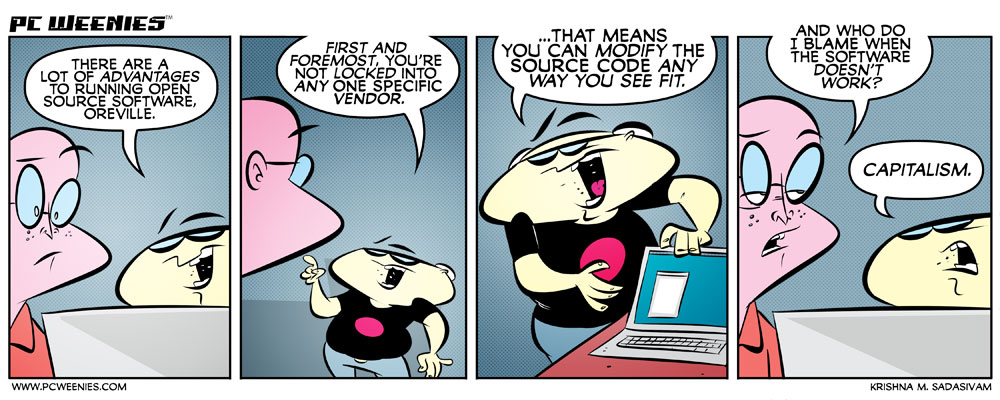 PC WEENIES™
THERE ARE A
LOT OF ADVANTAGES
TO RUNNING OPEN
SOURCE SOFTWARE,
OREVILLE.
FIRST AND
FOREMOST, YOU'RE
NOT LOCKED INTO
ANY ONE SPECIFIC
VENDOR.
...THAT MEANS
YOU CAN MODIFY THE
SOURCE CODE ANY
WAY YOU SEE FIT.
AND WHO DO
I BLAME WHEN
THE SOFTWARE
DOESN'T
WORK?
CAPITALISM.
WWW.PCWEENIES.COM
KRISHNA M. SADASIVAM